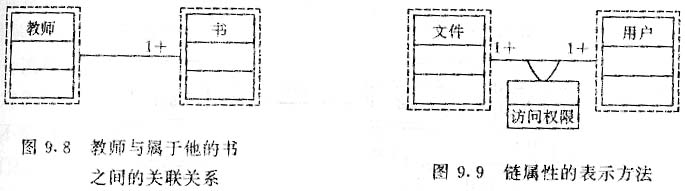 教师
1+
书
图 9.8 教师与属于他的书
之间的关联关系
文件
1+
1+
用户
访问权限
图 9.9 链属性的表示方法